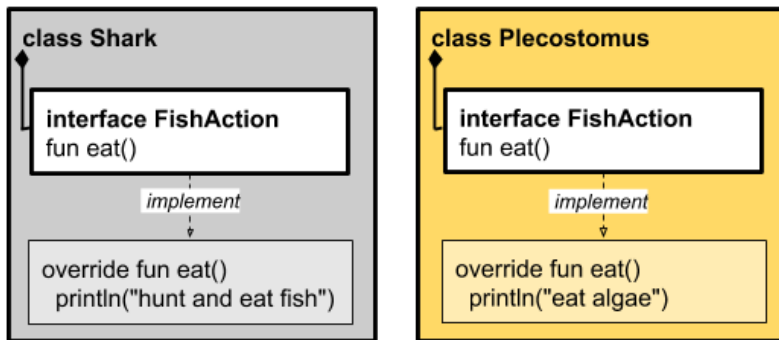 class Shark
interface FishAction
fun eat()
implement
override fun eat()
println("hunt and eat fish")
class Plecostomus
interface FishAction
fun eat()
implement
override fun eat()
println("eat algae")